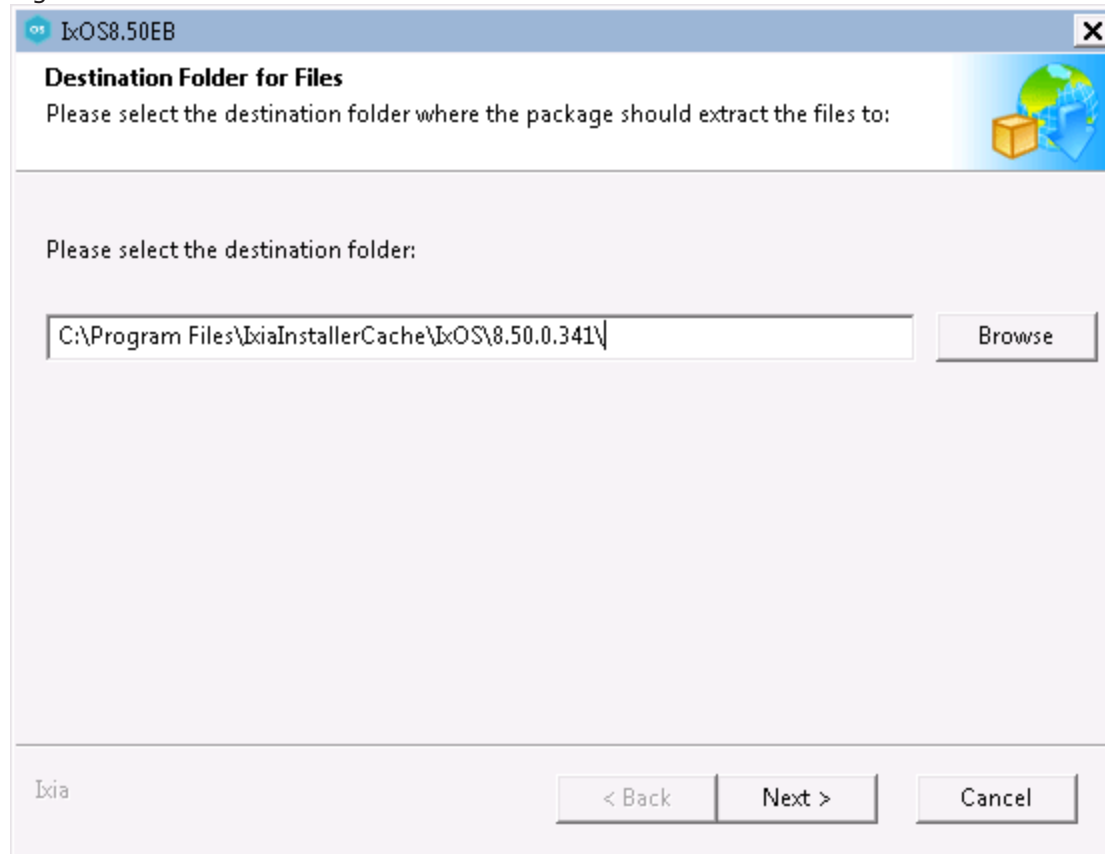 IxOS8.50EB
Destination Folder for Files
Please select the destination folder where the package should extract the files to:
Please select the destination folder:
C:\Program Files\IxiaInstallerCache\IxOS\8.50.0.341\
Browse
Ixia
< Back
Next >
Cancel